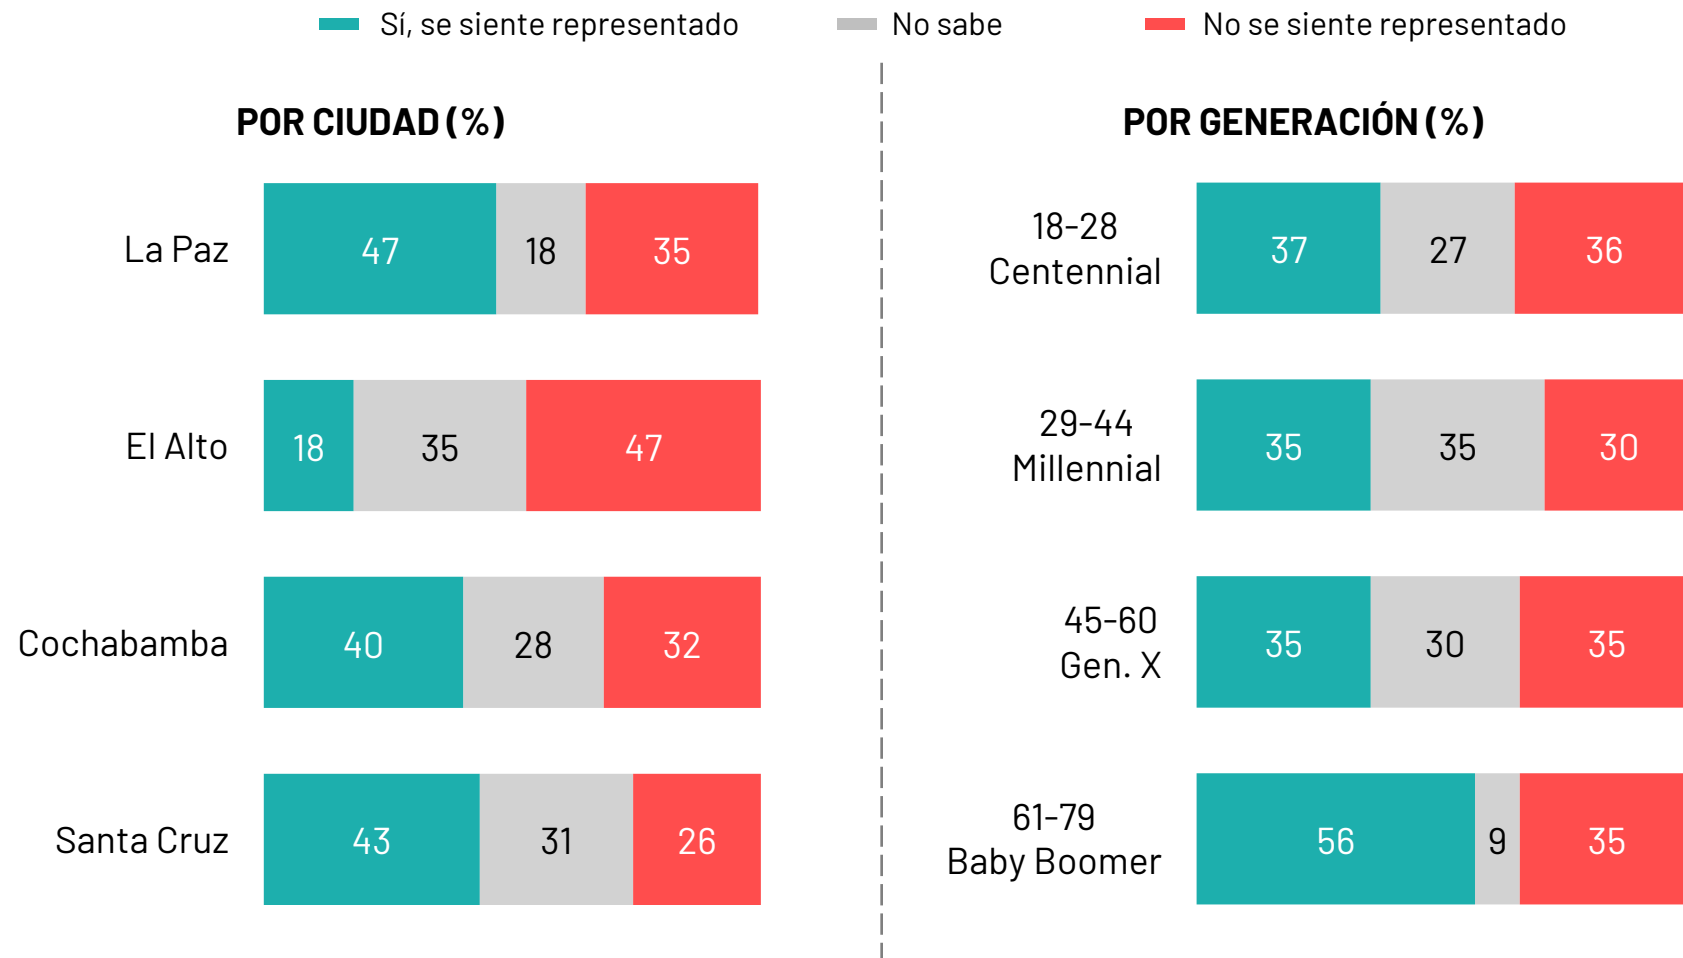 Sí, se siente representado
No sabe
No se siente representado
POR CIUDAD (%)
La Paz
47
18
35
El Alto
18
35
47
Cochabamba
40
28
32
Santa Cruz
43
31
26
POR GENERACIÓN (%)
18-28
Centennial
37
27
36
29-44
Millennial
35
35
30
45-60
Gen. X
35
30
35
61-79
Baby Boomer
56
9
35